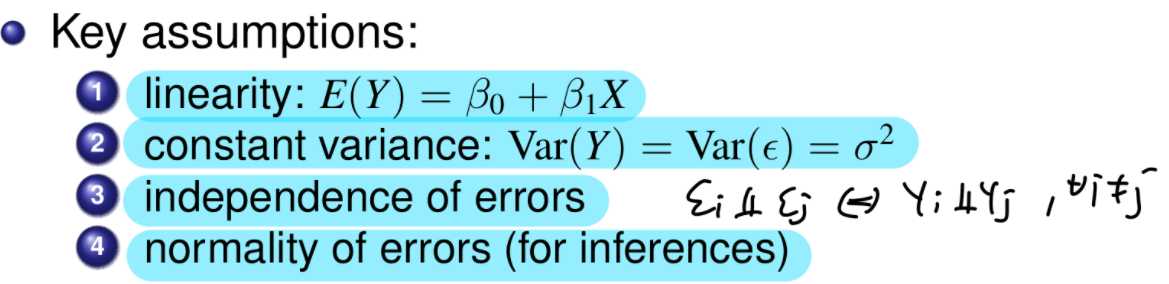 Key assumptions:
1 linearity: E(Y) = β₀ + β₁X
2 constant variance: Var(Y) = Var(ϵ) = σ²
3 independence of errors εᵢ ⫫ εⱼ ⇔ Yᵢ ⫫ Yⱼ , ∀i≠j
4 normality of errors (for inferences)